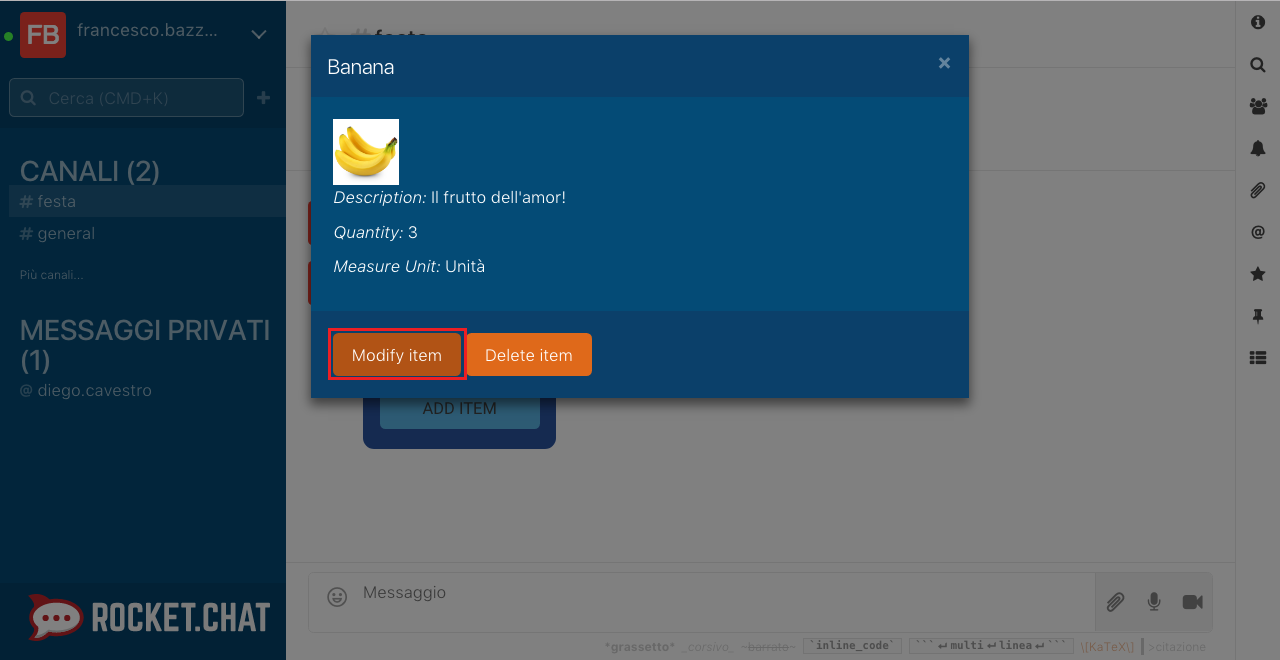 FB francesco.bazz...
# festa
Banana ×
Cerca (CMD+K)
CANALI (2)
# festa
# general
Più canali...
MESSAGGI PRIVATI
(1)
@ diego.cavestro
Description: Il frutto dell'amor!
Quantity: 3
Measure Unit: Unità
Modify item Delete item
ADD ITEM
Messaggio
ROCKET.CHAT
*grassetto* _corsivo_ ~barrato~ `inline_code` ```↵multi↵linea↵``` \[KaTeX\] >citazione